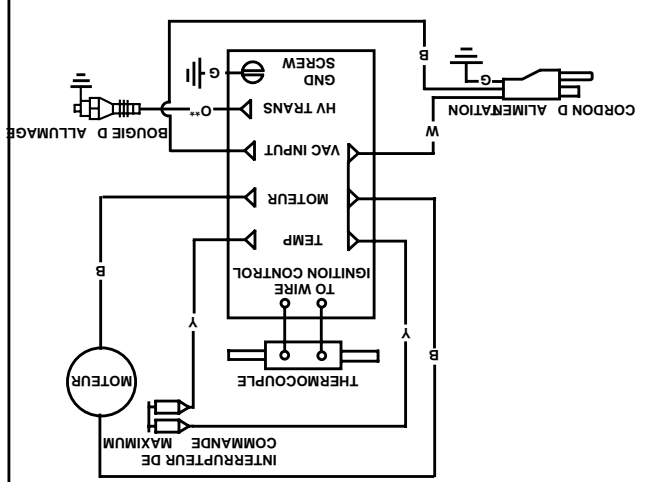 INTERRUPTEUR DE
COMMANDE MAXIMUM
THERMOCOUPLE
MOTEUR
B
Y
Y
TO WIRE
IGNITION CONTROL
B
TEMP
MOTEUR
VAC INPUT
W
BOUGIE D ALLUMAGE
CORDON D ALIMENTATION
HV TRANS
O**
G
GND
SCREW
G
B